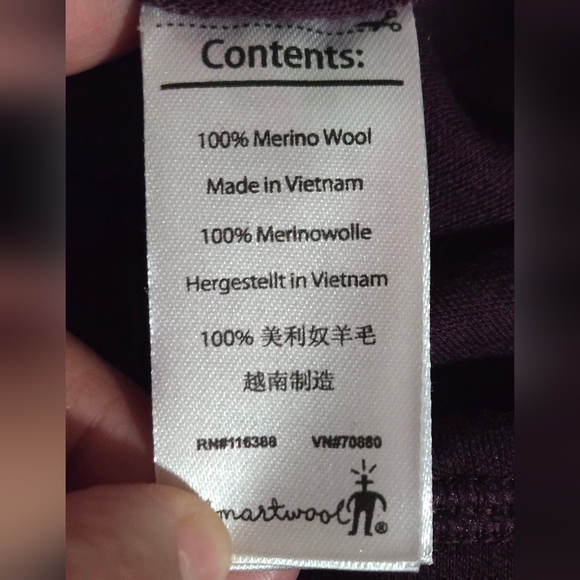 Contents:
100% Merino Wool
Made in Vietnam
100% Merinowolle
Hergestellt in Vietnam
100% 美利奴羊毛
越南制造
RN#116388 VN#70880
smartwool®